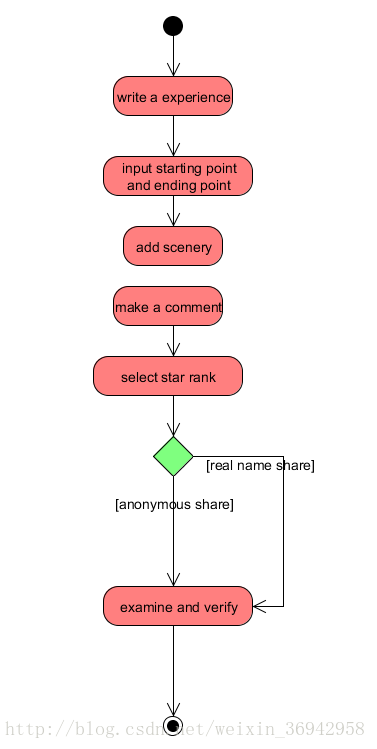 write a experience
input starting point
and ending point
add scenery
make a comment
select star rank
[real name share]
[anonymous share]
examine and verify
http://blog.csdn.net/weixin_36942958